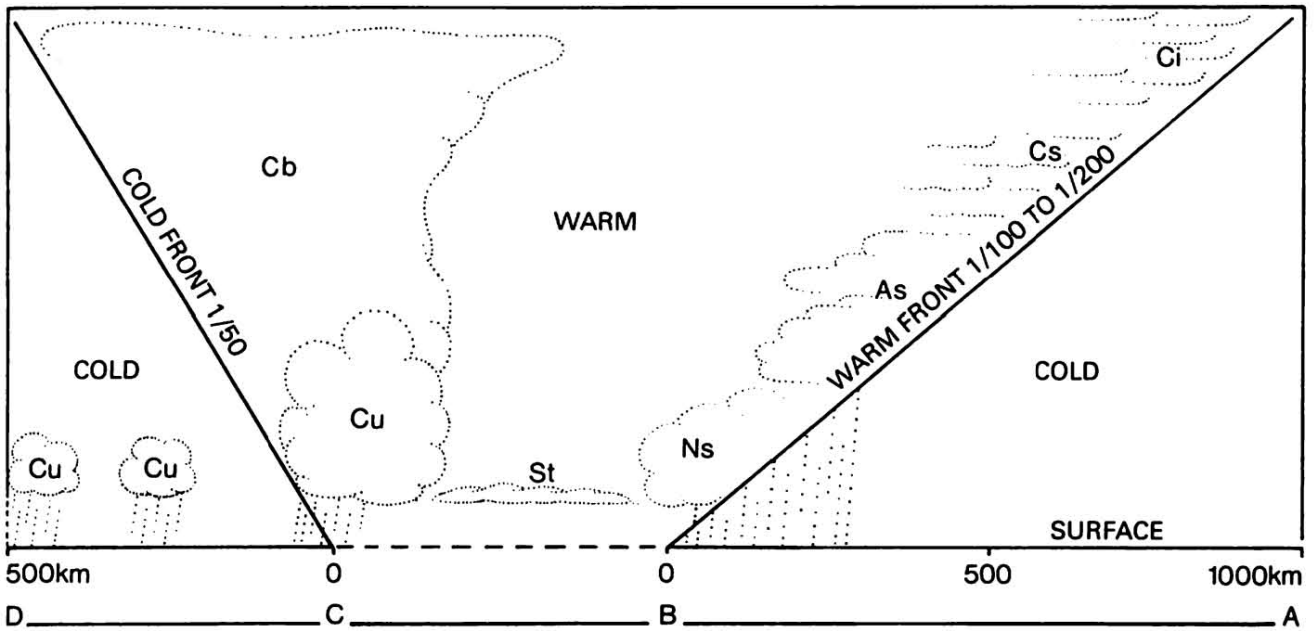 Ci
Cs
Cb
COLD FRONT 1/50
WARM
WARM FRONT 1/100 TO 1/200
As
COLD
COLD
Cu
Ns
Cu
Cu
St
SURFACE
500km 0 0 500 1000km
D C B A